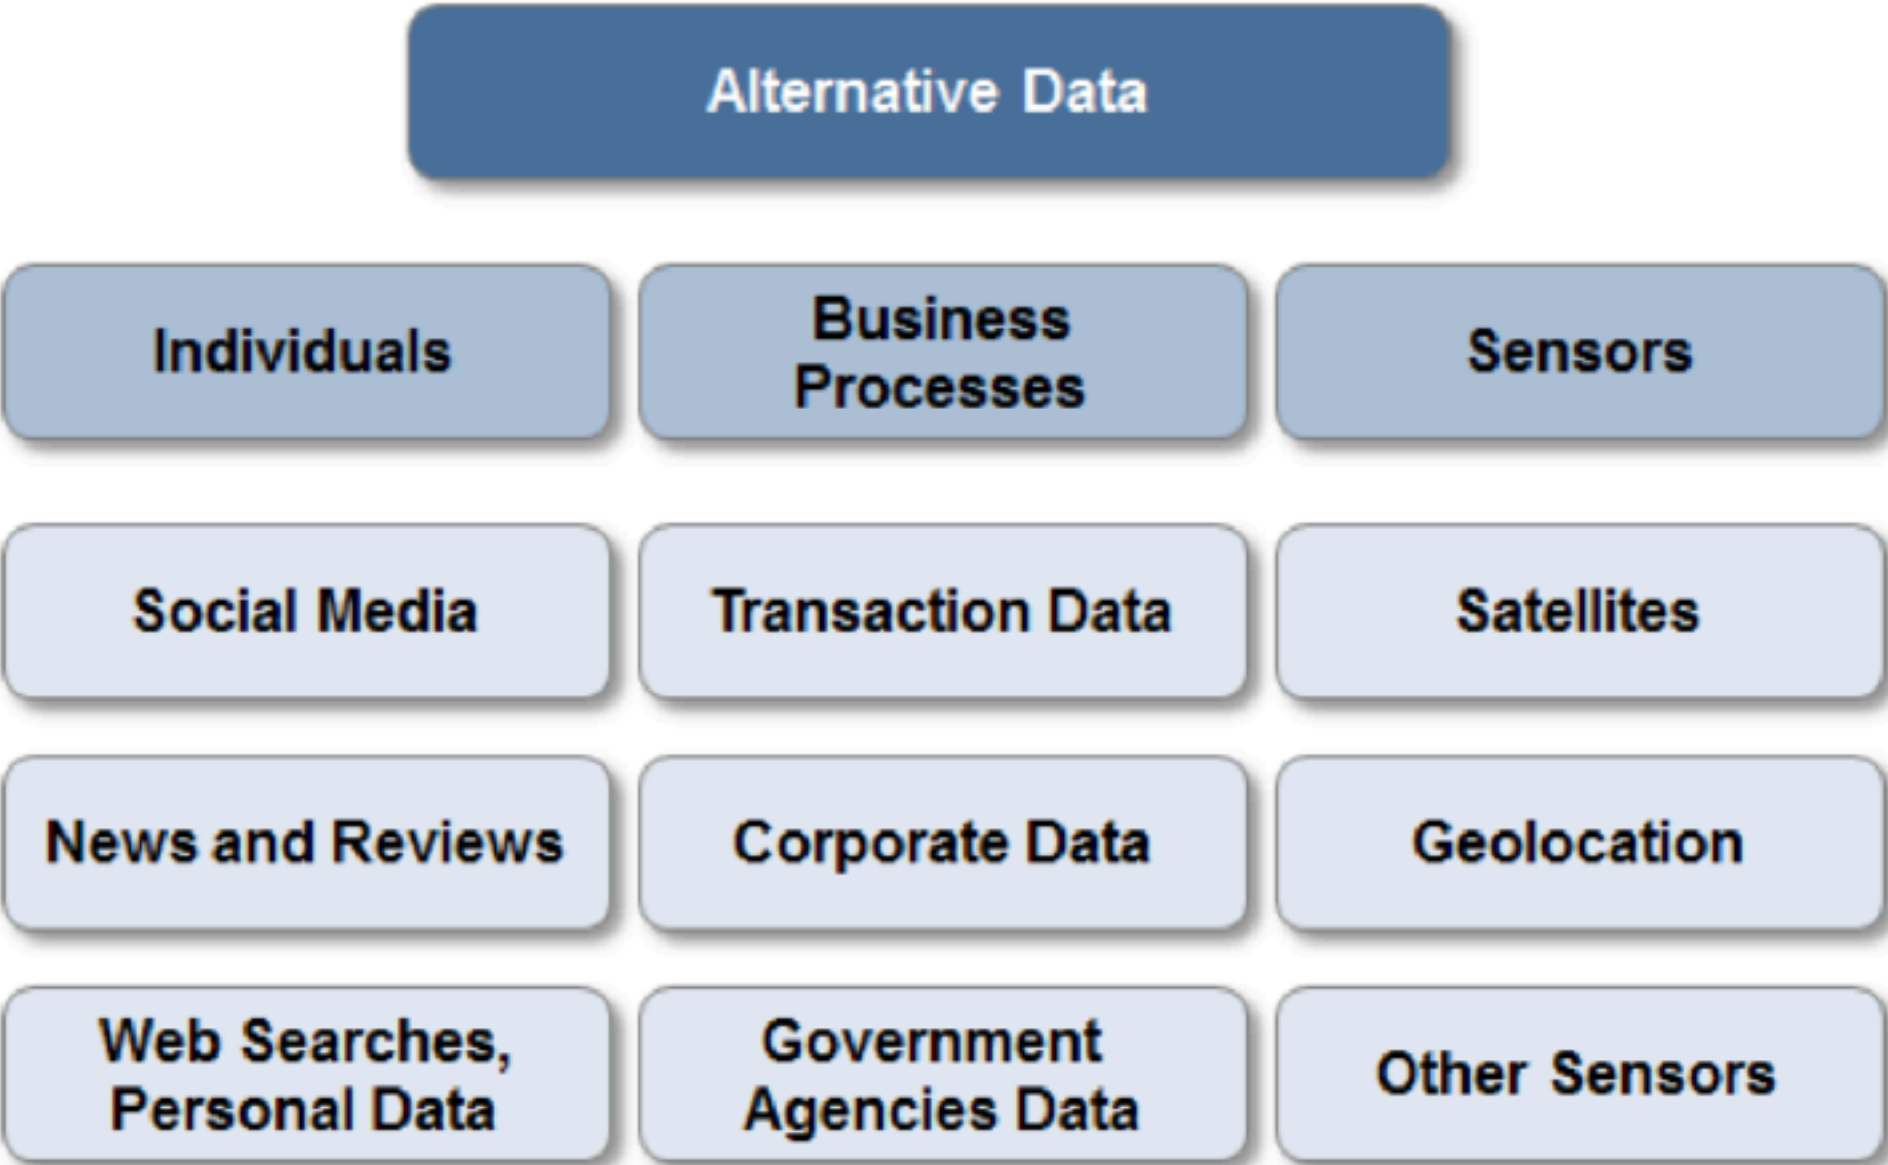 Alternative Data
Individuals
Business
Processes
Sensors
Social Media
Transaction Data
Satellites
News and Reviews
Corporate Data
Geolocation
Web Searches,
Personal Data
Government
Agencies Data
Other Sensors